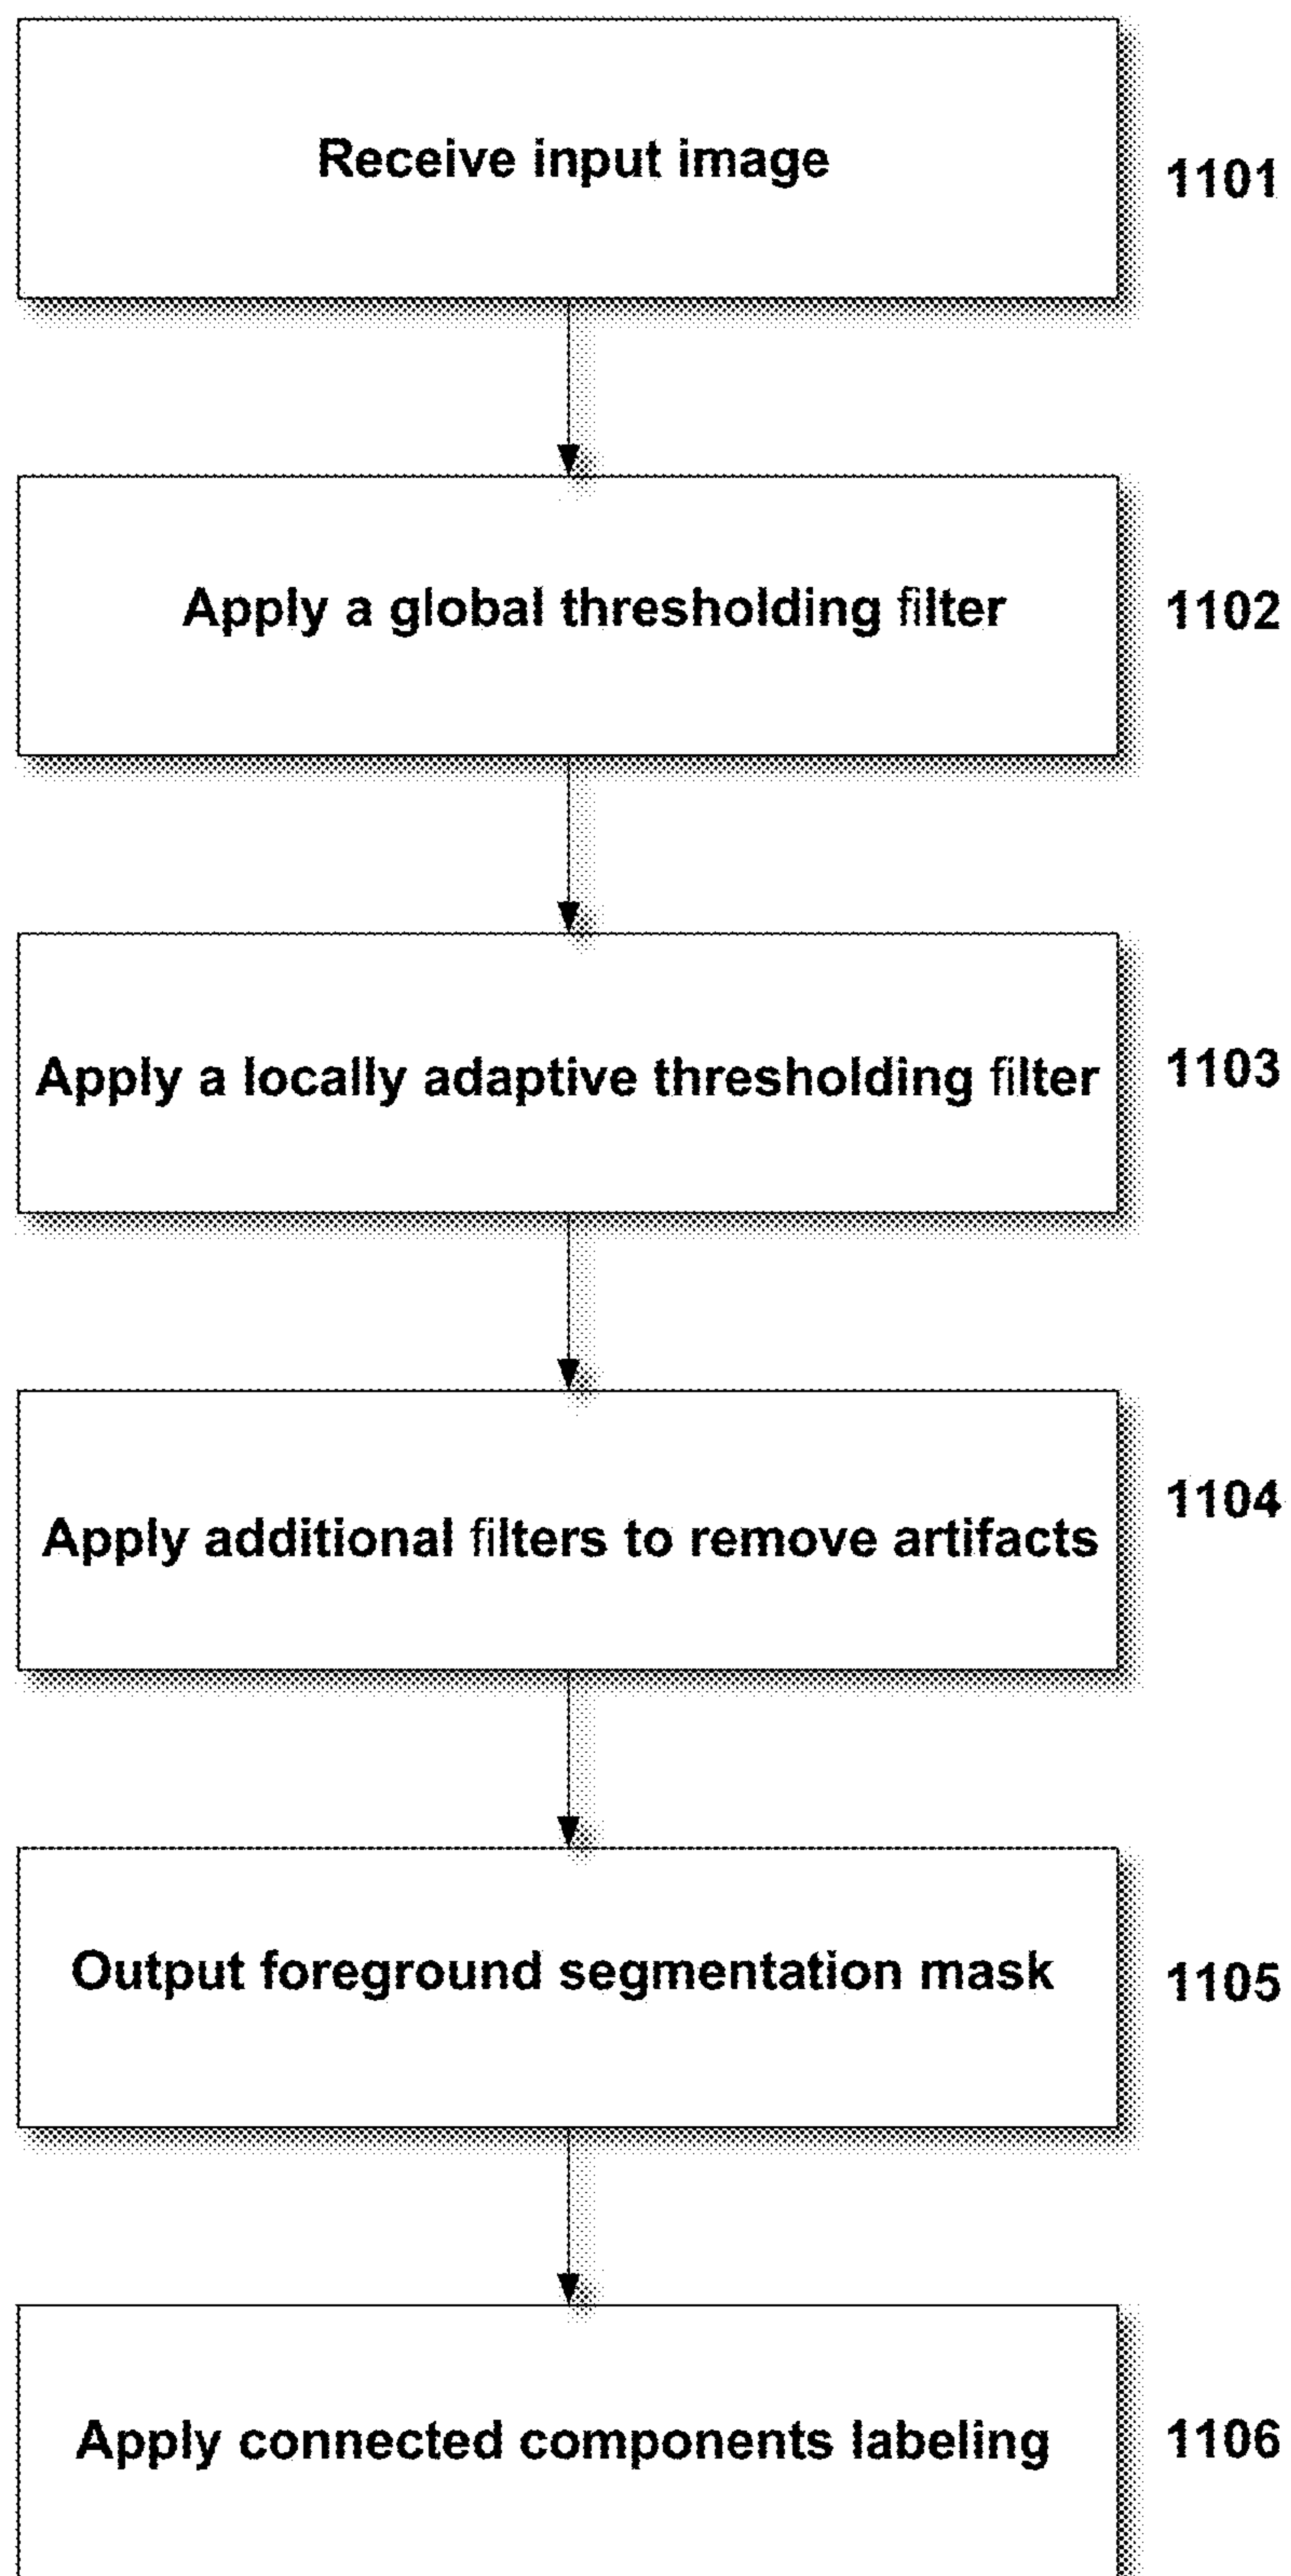 Receive input image
1101
Apply a global thresholding filter
1102
Apply a locally adaptive thresholding filter
1103
Apply additional filters to remove artifacts
1104
Output foreground segmentation mask
1105
Apply connected components labeling
1106